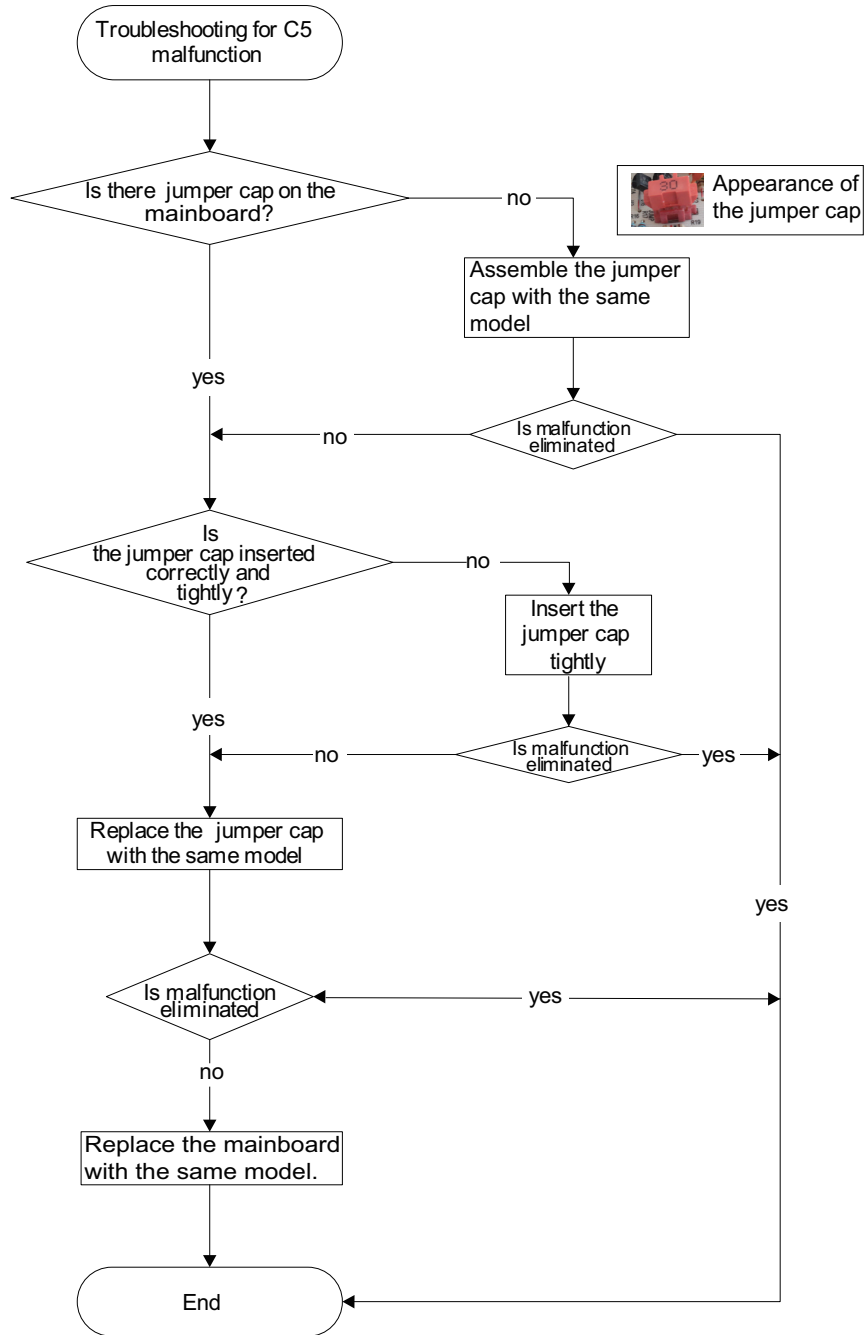 Troubleshooting for C5
malfunction
Is there jumper cap on the
mainboard?
no
Appearance of
the jumper cap
Assemble the jumper
cap with the same
model
yes
Is malfunction
eliminated
no
Is
the jumper cap inserted
correctly and
tightly?
no
Insert the
jumper cap
tightly
yes
Is malfunction
eliminated
no
yes
Replace the jumper cap
with the same model
yes
Is malfunction
eliminated
yes
no
Replace the mainboard
with the same model.
End